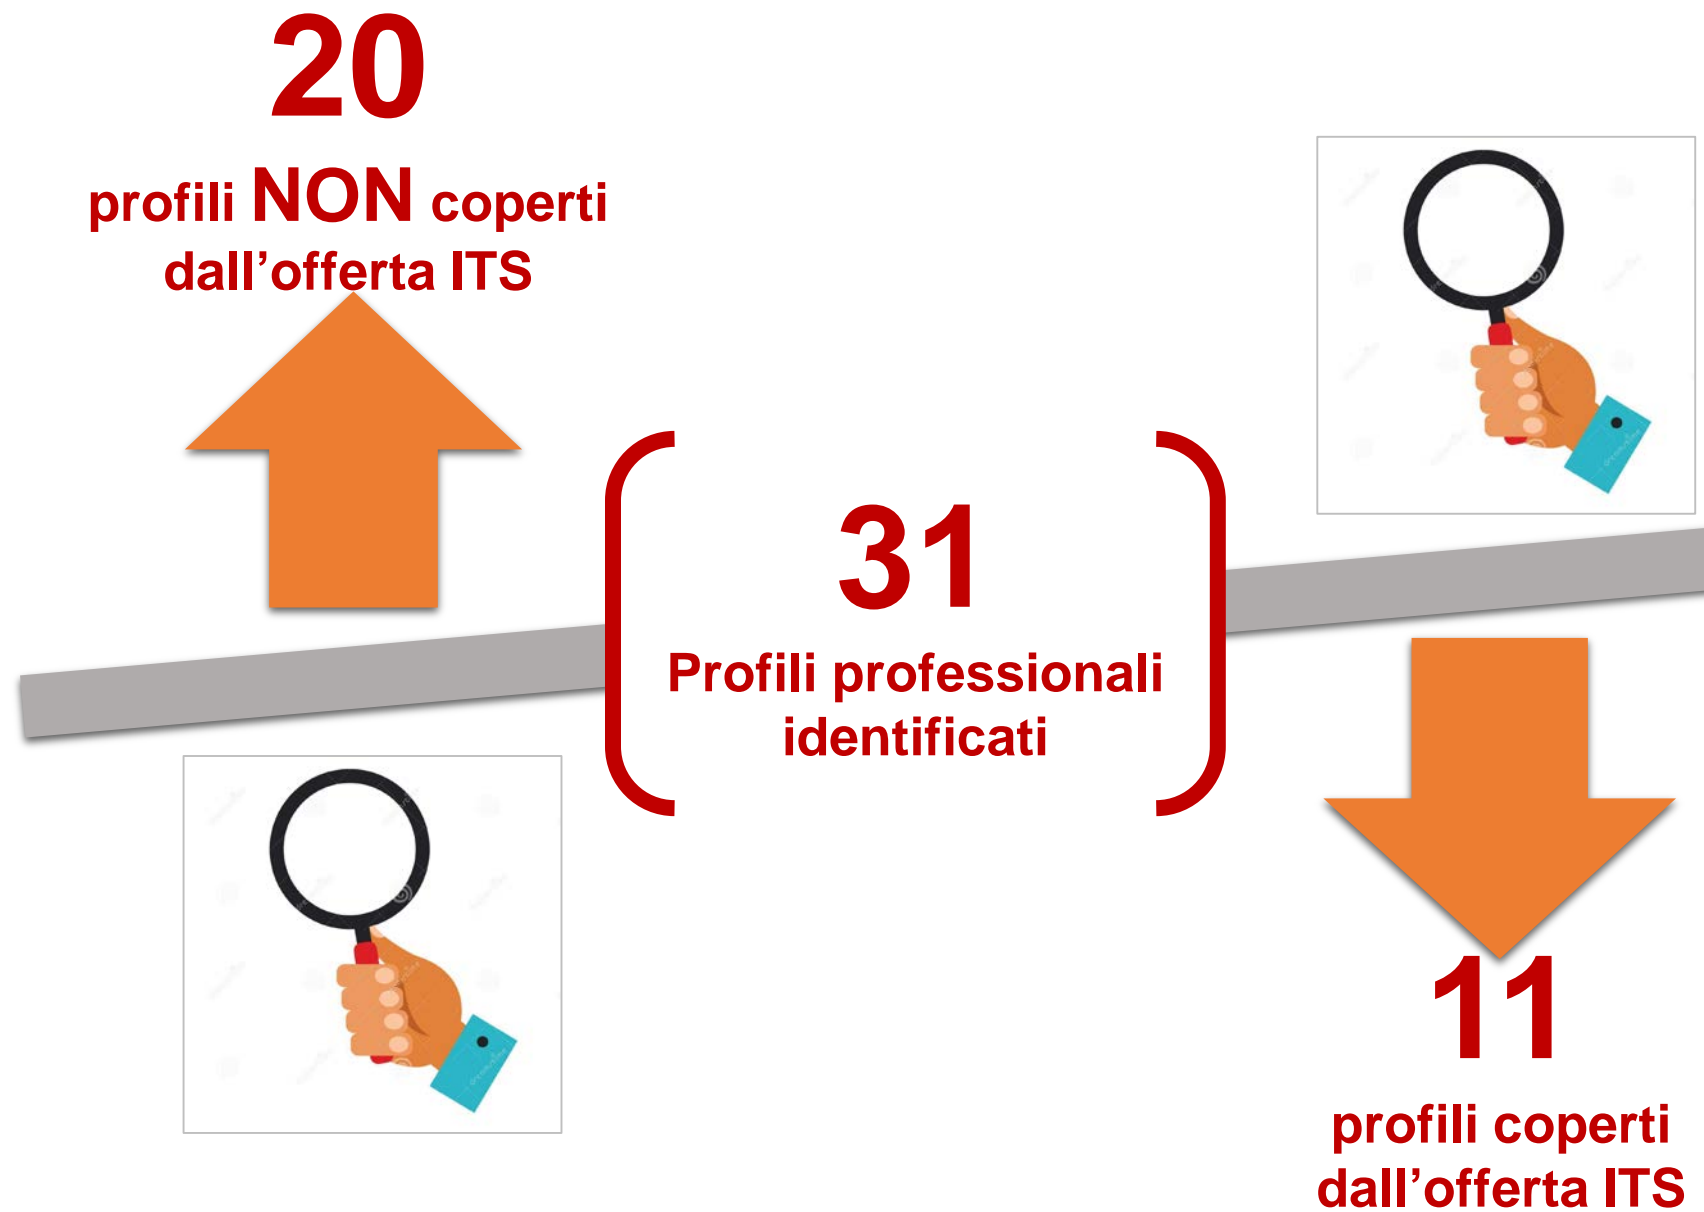 20
profili NON coperti
dall’offerta ITS
31
Profili professionali
identificati
11
profili coperti
dall’offerta ITS